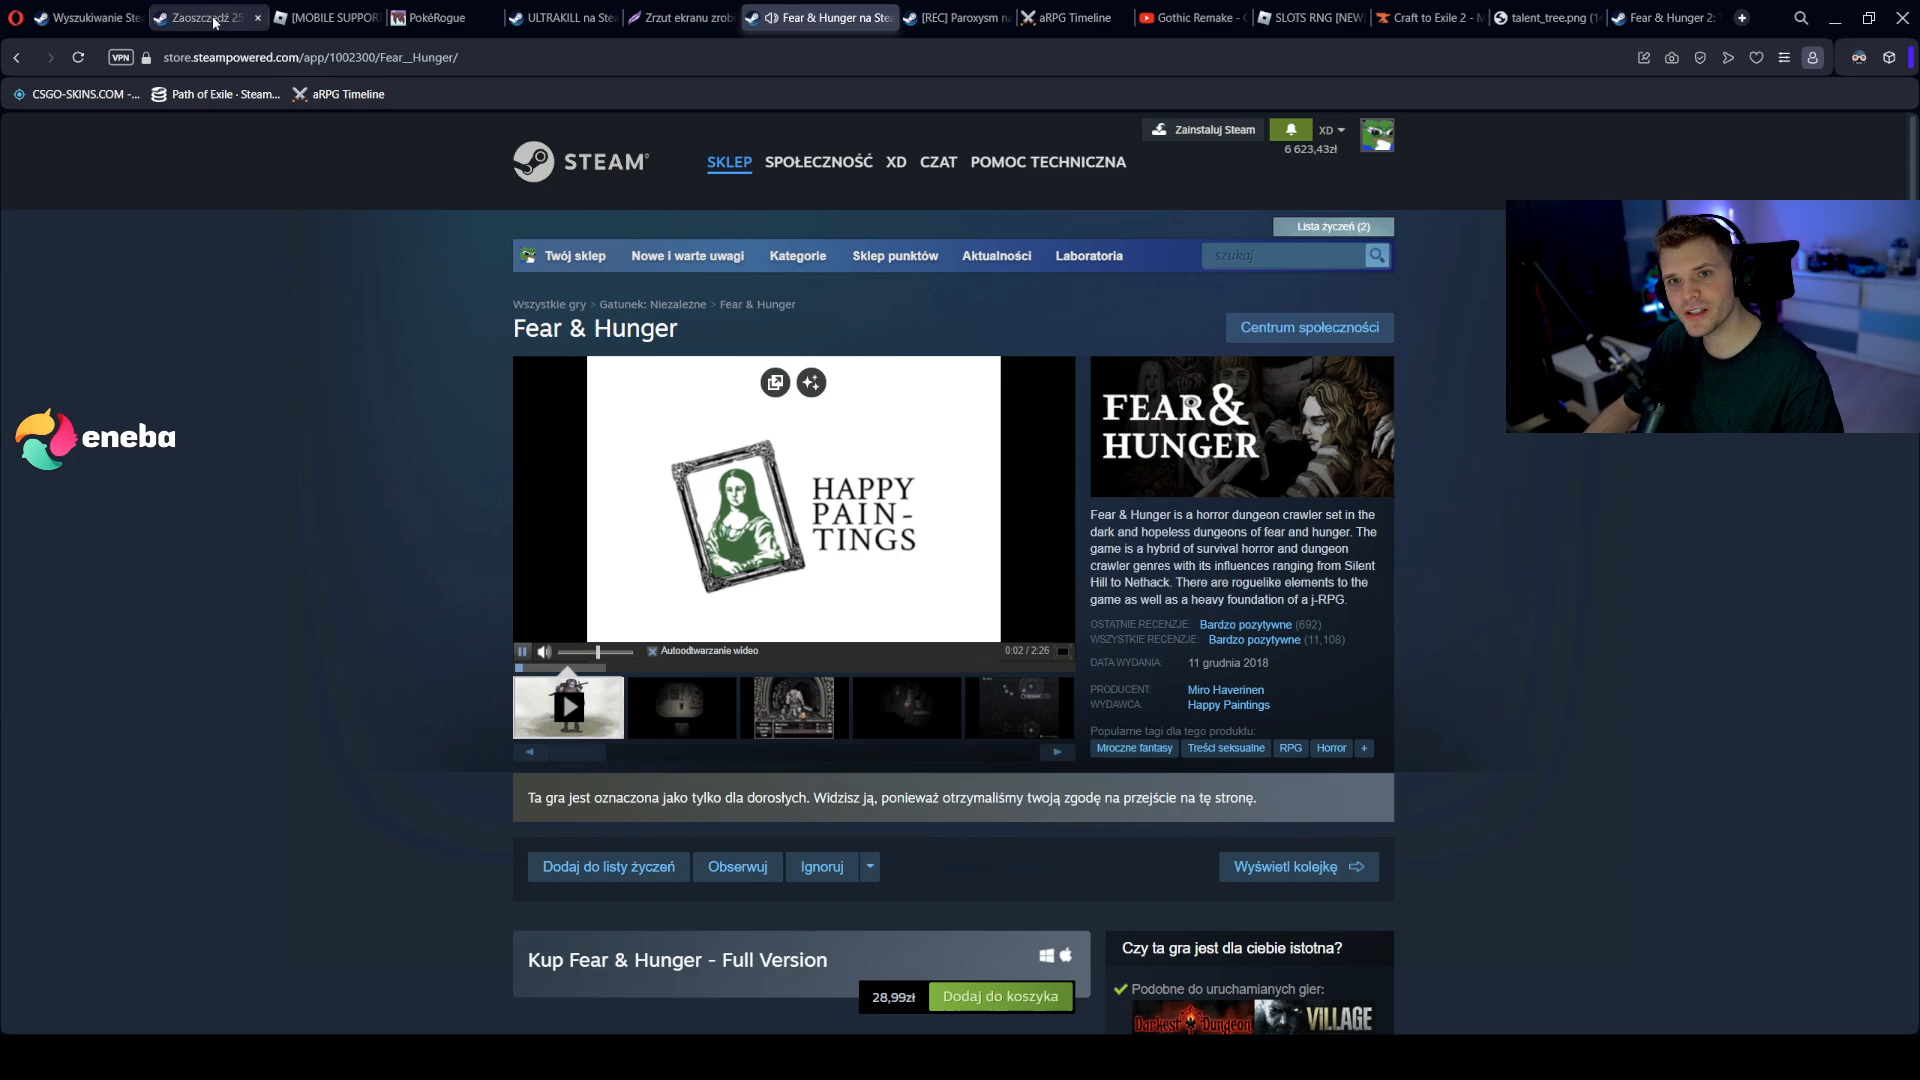 Wyszukiwanie Ste
Zaoszczędź 25
[MOBILE SUPPOR
PokéRogue
ULTRAKILL na Stea
Zrzut ekranu zrobi
Fear & Hunger na Stea
[REC] Paroxysm na
aRPG Timeline
Gothic Remake -
SLOTS RNG [NEW]
Craft to Exile 2 - M
talent_tree.png (1
Fear & Hunger 2:
VPN
store.steampowered.com/app/1002300/Fear__Hunger/
CSGO-SKINS.COM -...
Path of Exile · Steam...
aRPG Timeline
Zainstaluj Steam
XD
6 623,43zł
STEAM®
SKLEP
SPOŁECZNOŚĆ
XD
CZAT
POMOC TECHNICZNA
Lista życzeń (2)
Twój sklep
Nowe i warte uwagi
Kategorie
Sklep punktów
Aktualności
Laboratoria
szukaj
Wszystkie gry > Gatunek: Niezależne > Fear & Hunger
Fear & Hunger
Centrum społeczności
HAPPY
PAIN-
TINGS
FEAR&
HUNGER
eneba
Fear & Hunger is a horror dungeon crawler set in the
dark and hopeless dungeons of fear and hunger. The
game is a hybrid of survival horror and dungeon
crawler genres with its influences ranging from Silent
Hill to Nethack. There are roguelike elements to the
game as well as a heavy foundation of a j-RPG.
OSTATNIE RECENZJE: Bardzo pozytywne (692)
WSZYSTKIE RECENZJE: Bardzo pozytywne (11,108)
DATA WYDANIA: 11 grudnia 2018
PRODUCENT: Miro Haverinen
WYDAWCA: Happy Paintings
Popularne tagi dla tego produktu:
Mroczne fantasy
Treści seksualne
RPG
Horror
+
Autoodtwarzanie wideo
0:02 / 2:26
Ta gra jest oznaczona jako tylko dla dorosłych. Widzisz ją, ponieważ otrzymaliśmy twoją zgodę na przejście na tę stronę.
Dodaj do listy życzeń
Obserwuj
Ignoruj
Wyświetl kolejkę
Kup Fear & Hunger - Full Version
28,99zł
Dodaj do koszyka
Czy ta gra jest dla ciebie istotna?
Podobne do uruchamianych gier:
DARKEST DUNGEON
VILLAGE